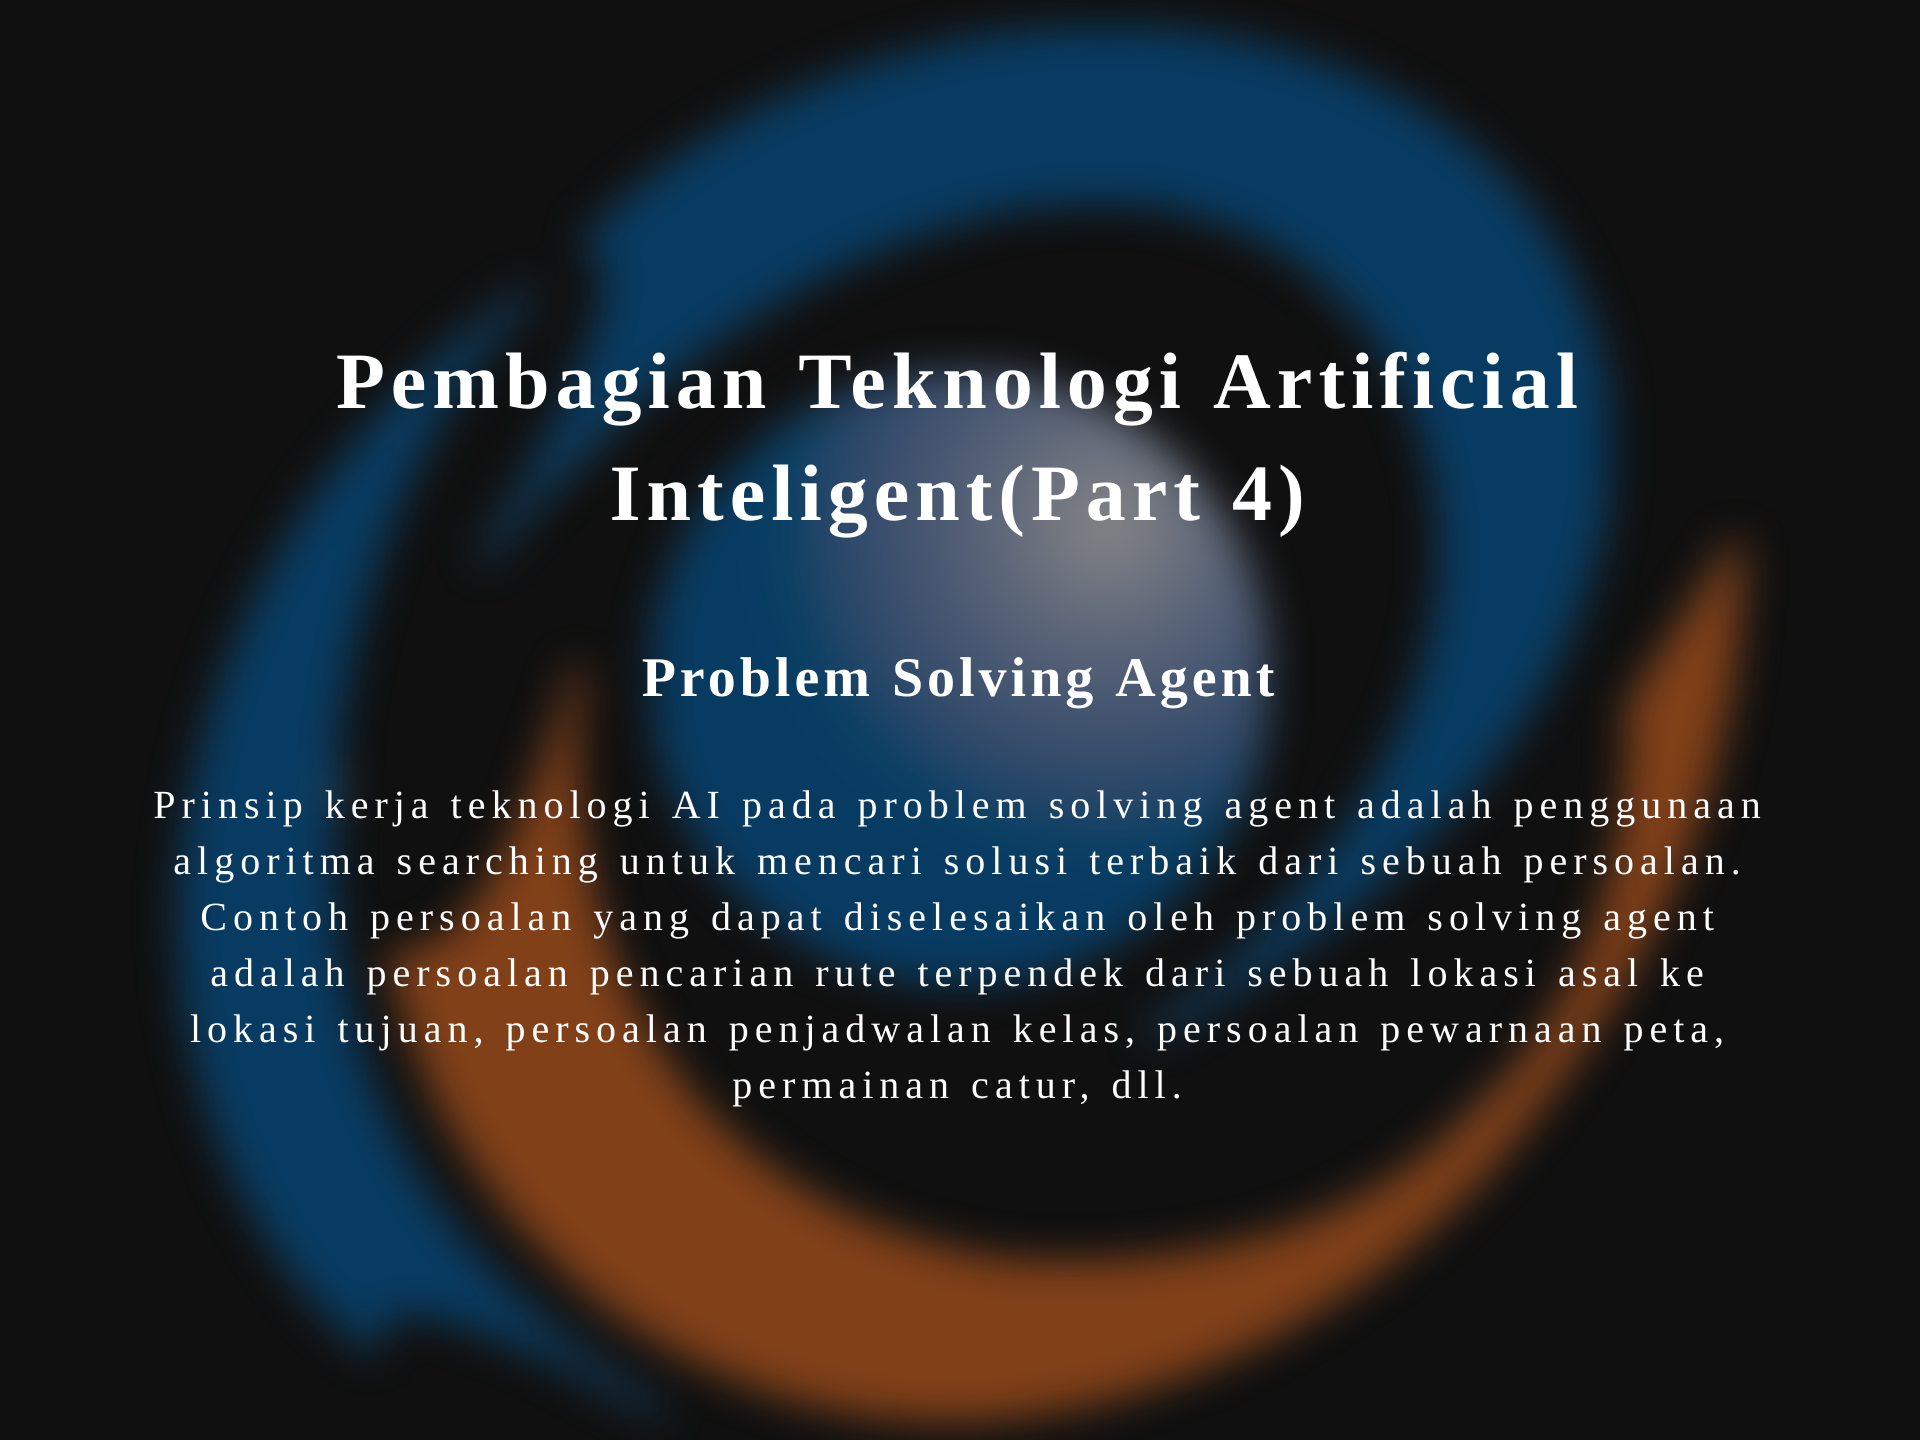 Pembagian Teknologi Artificial
Inteligent(Part 4)
Problem Solving Agent
Prinsip kerja teknologi AI pada problem solving agent adalah penggunaan
algoritma searching untuk mencari solusi terbaik dari sebuah persoalan.
Contoh persoalan yang dapat diselesaikan oleh problem solving agent
adalah persoalan pencarian rute terpendek dari sebuah lokasi asal ke
lokasi tujuan, persoalan penjadwalan kelas, persoalan pewarnaan peta,
permainan catur, dll.